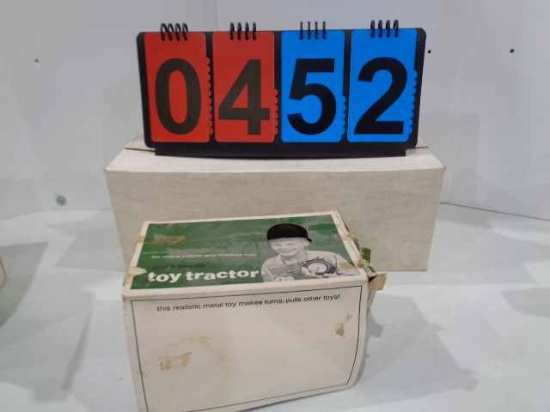 0452
toy tractor
this realistic metal toy makes turns, pulls other toys!